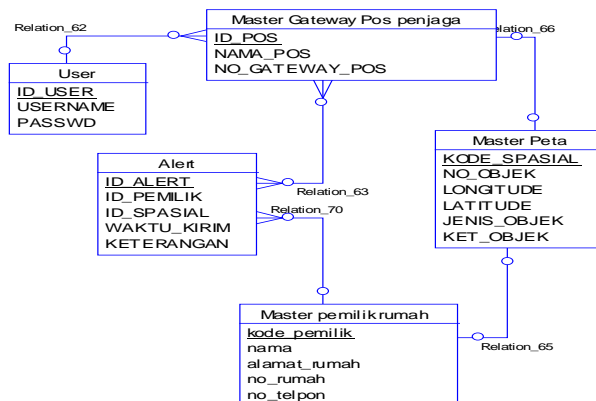 Master Gateway Pos penjaga
ID_POS
NAMA_POS
NO_GATEWAY_POS
Relation_62
elation_66
User
ID_USER
USERNAME
PASSWD
Master Peta
KODE_SPASIAL
NO_OBJEK
LONGITUDE
LATITUDE
JENIS_OBJEK
KET_OBJEK
Alert
ID_ALERT
ID_PEMILIK
ID_SPASIAL
WAKTU_KIRIM
KETERANGAN
Relation_63
Relation_70
Master pemilik rumah
kode_pemilik
nama
alamat_rumah
no_rumah
no_telpon
Relation_65